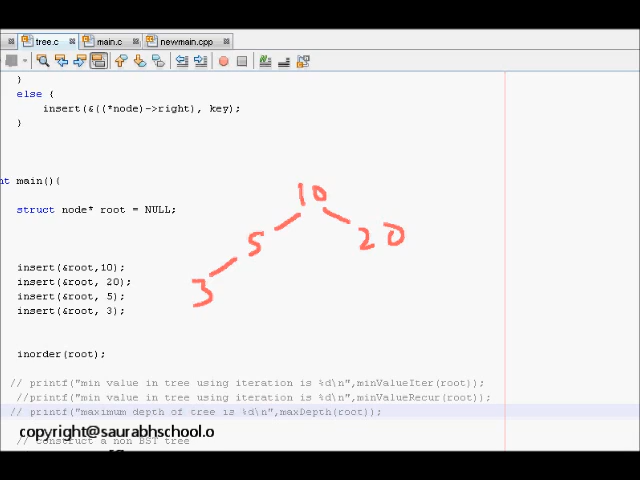 tree.c main.c newmain.cpp
}
else {
insert(&((*node)->right), key);
}
nt main(){
struct node* root = NULL;
insert(&root,10);
insert(&root, 20);
insert(&root, 5);
insert(&root, 3);
inorder(root);
// printf("min value in tree using iteration is %d\n",minValueIter(root));
//printf("min value in tree using iteration is %d\n",minValueRecur(root));
// printf("maximum depth of tree is %d\n",maxDepth(root));
// construct a non BST tree
10
5 20
3
copyright@saurabhschool.o